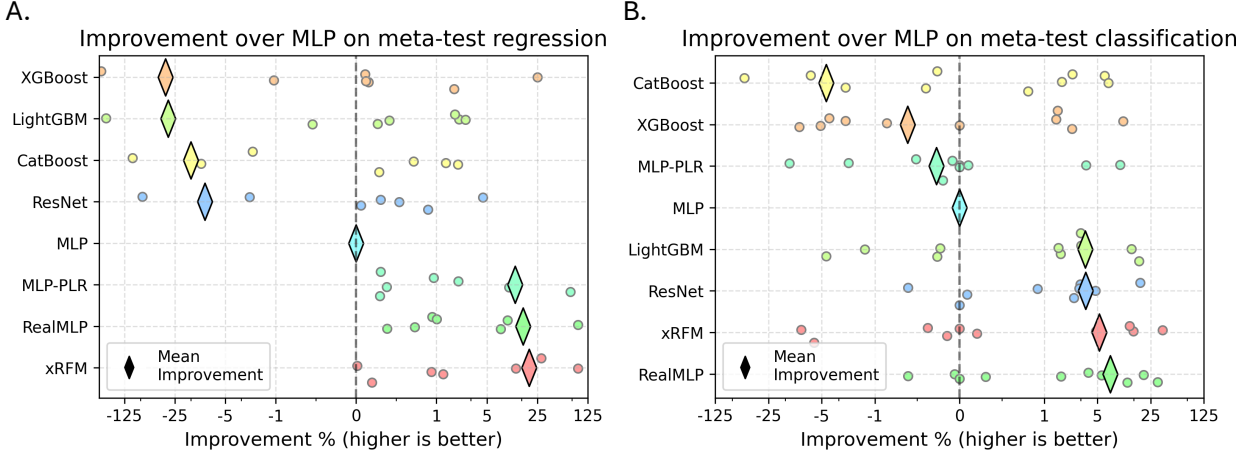 A.
Improvement over MLP on meta-test regression
XGBoost
LightGBM
CatBoost
ResNet
MLP
MLP-PLR
RealMLP
xRFM
Mean
Improvement
-125 -25 -5 -1 0 1 5 25 125
Improvement % (higher is better)
B.
Improvement over MLP on meta-test classification
CatBoost
XGBoost
MLP-PLR
MLP
LightGBM
ResNet
xRFM
RealMLP
Mean
Improvement
-125 -25 -5 -1 0 1 5 25 125
Improvement % (higher is better)